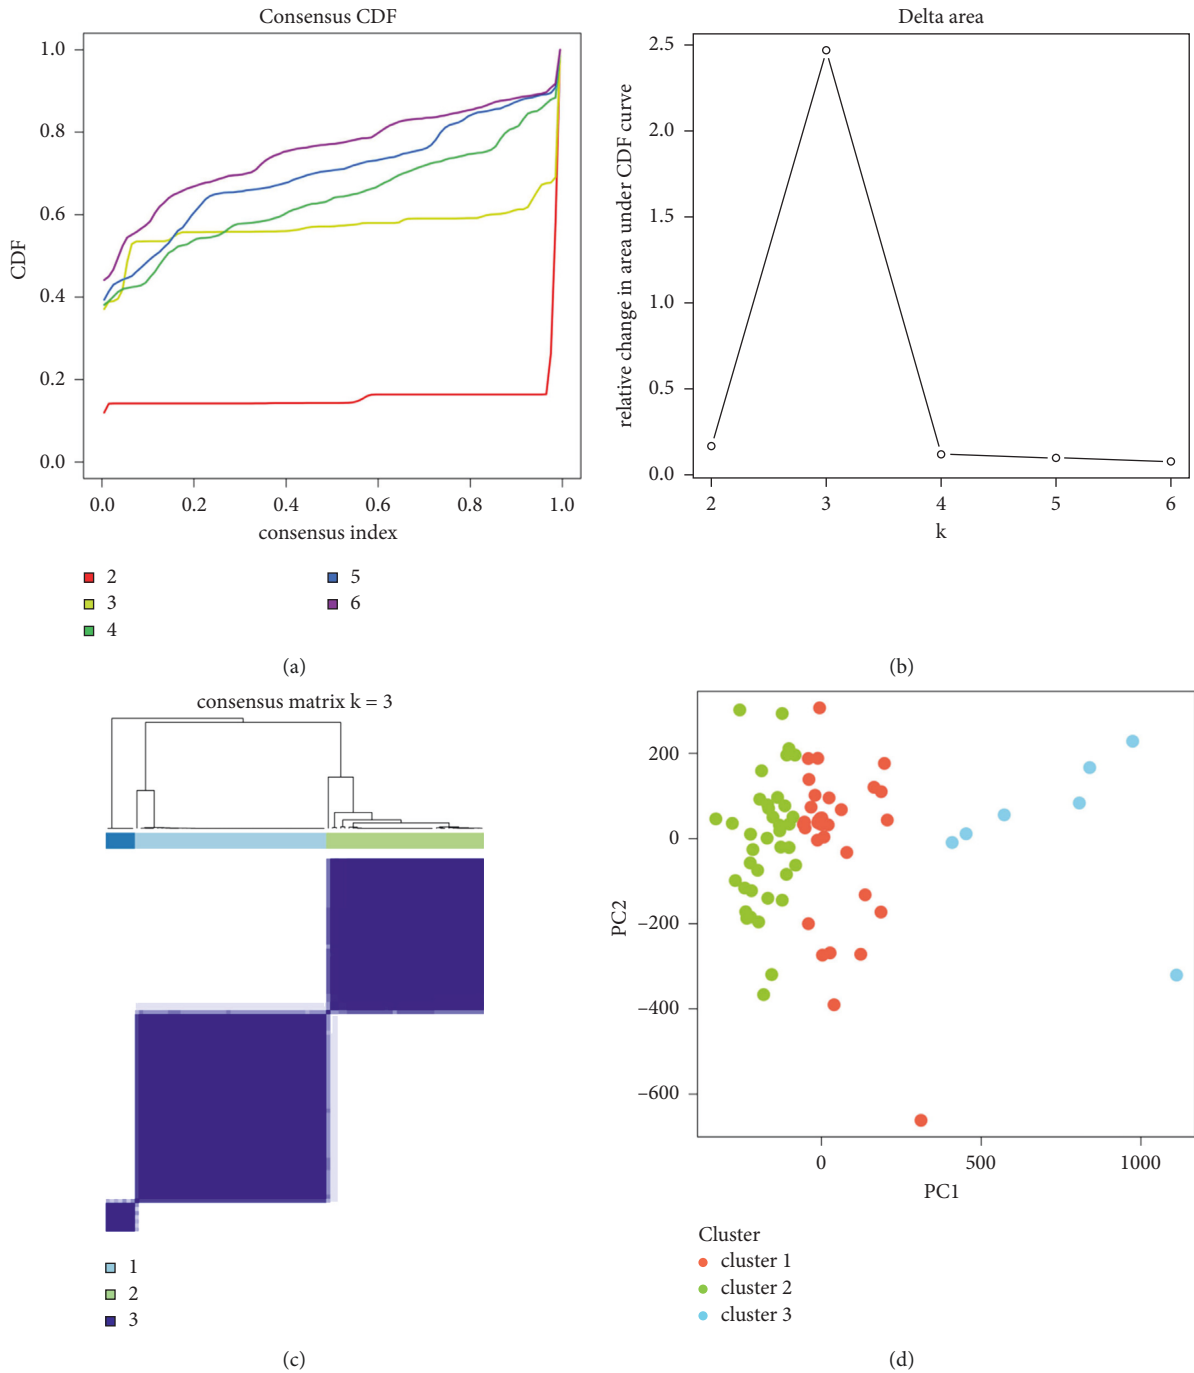 Consensus CDF
1.0
0.8
0.6
0.4
0.2
0.0
CDF
0.0 0.2 0.4 0.6 0.8 1.0
consensus index
2 5
3 6
4
(a)
Delta area
2.5
2.0
1.5
1.0
0.5
0.0
relative change in area under CDF curve
2 3 4 5 6
k
(b)
consensus matrix k = 3
1
2
3
(c)
200
0
−200
−400
−600
PC2
0 500 1000
PC1
Cluster
cluster 1
cluster 2
cluster 3
(d)